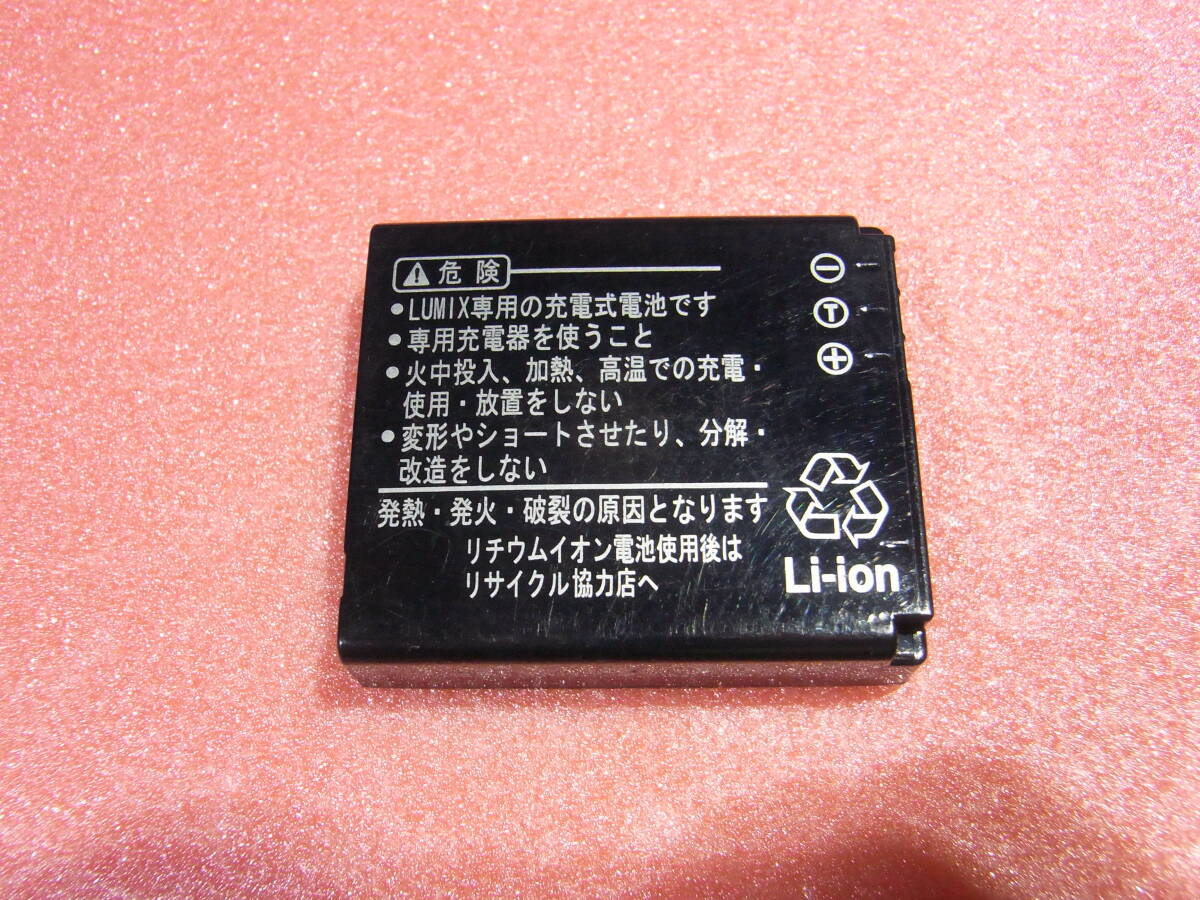 ⚠危険
●LUMIX専用の充電式電池です
●専用充電器を使うこと
●火中投入、加熱、高温での充電・
使用・放置をしない
●変形やショートさせたり、分解・
改造をしない
発熱・発火・破裂の原因となります
リチウムイオン電池使用後は
リサイクル協力店へ
⊖
Ⓣ
⊕
Li-ion